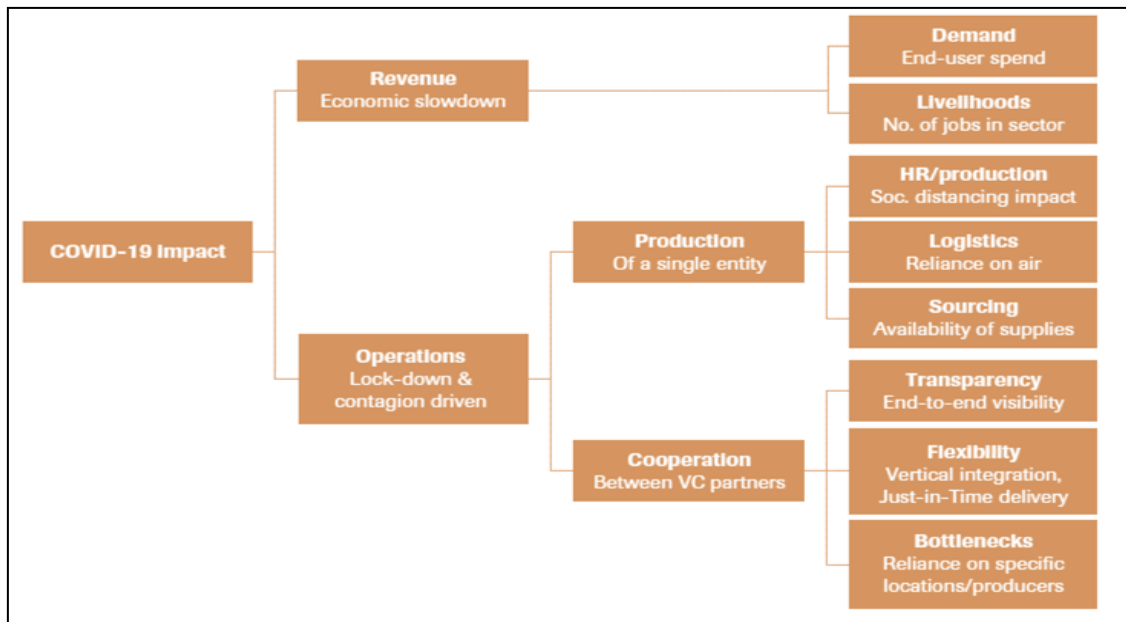 COVID-19 Impact
Revenue
Economic slowdown
Operations
Lock-down &
contagion driven
Production
Of a single entity
Cooperation
Between VC partners
Demand
End-user spend
Livelihoods
No. of jobs in sector
HR/production
Soc. distancing impact
Logistics
Reliance on air
Sourcing
Availability of supplies
Transparency
End-to-end visibility
Flexibility
Vertical integration,
Just-in-Time delivery
Bottlenecks
Reliance on specific
locations/producers